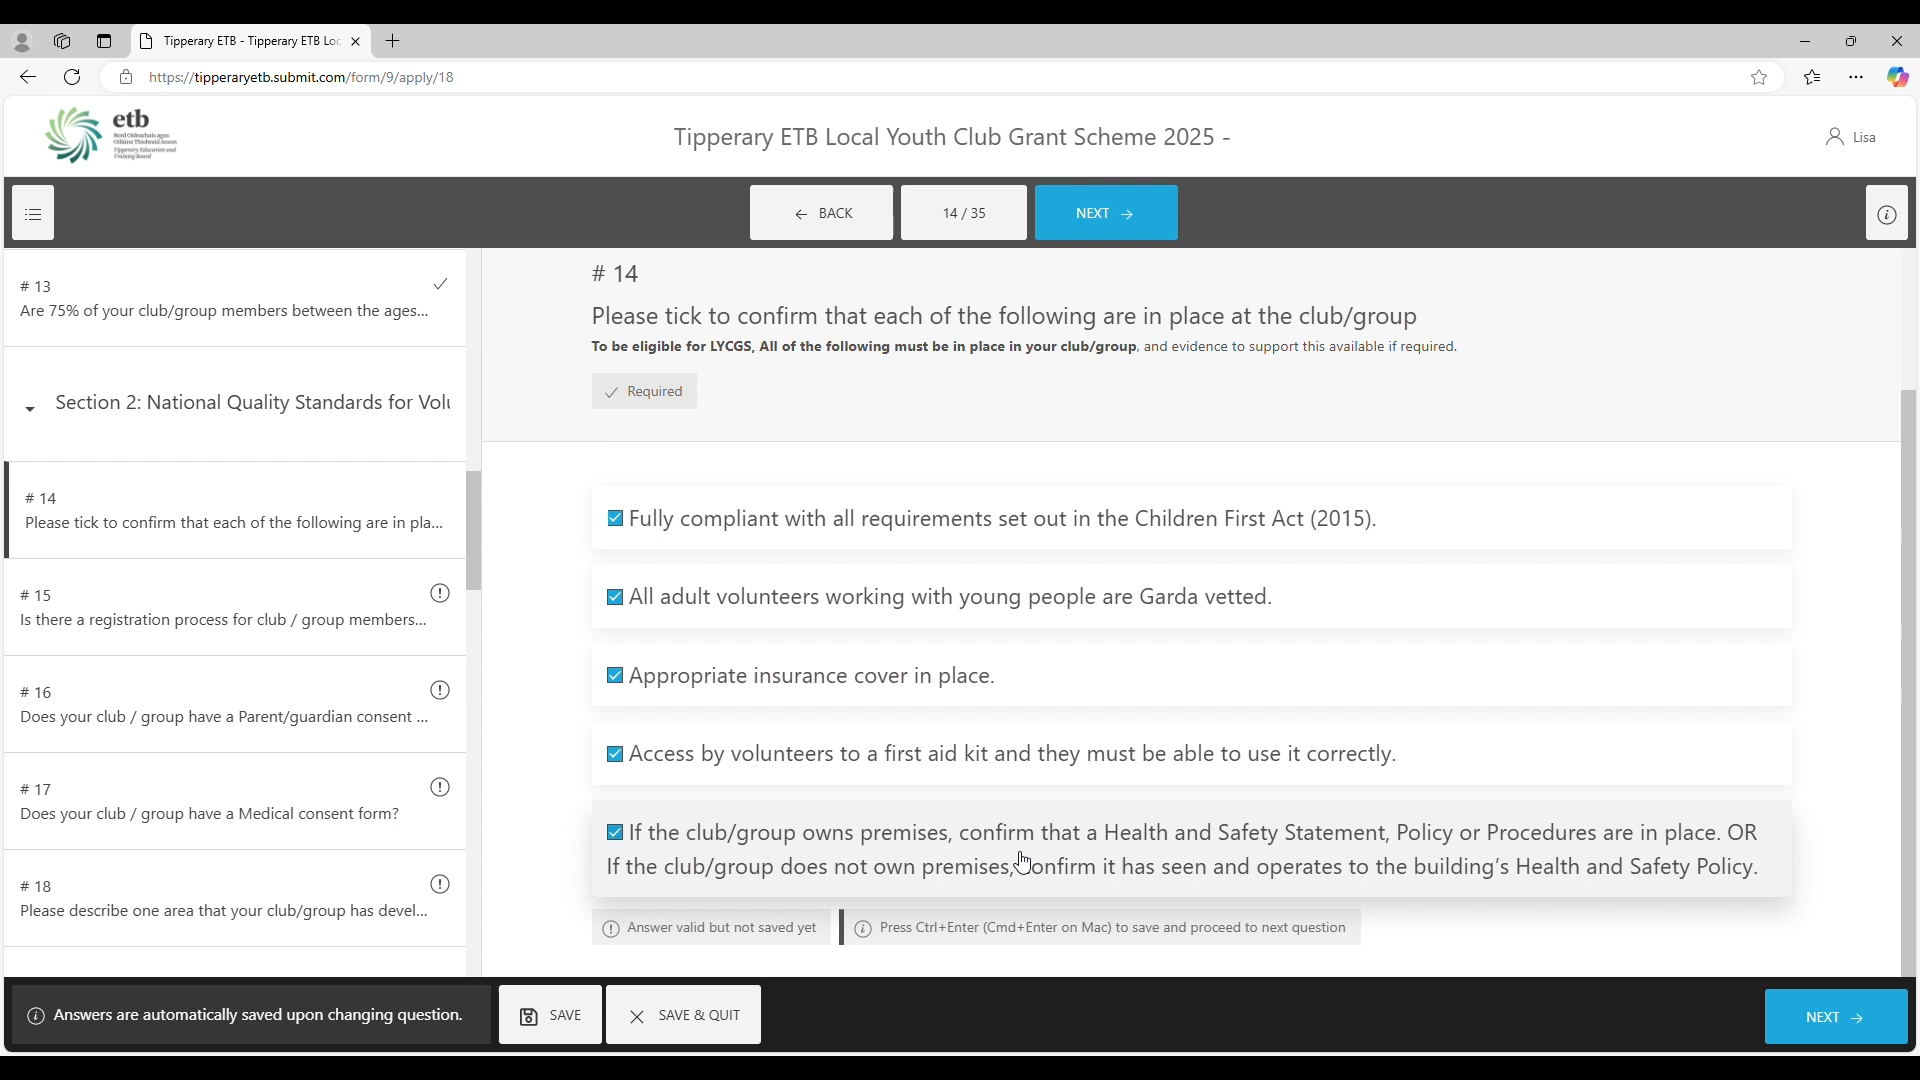 Tipperary ETB - Tipperary ETB Loc
https://tipperaryetb.submit.com/form/9/apply/18
etb
Bord Oideachais agus
Oiliúna Thiobraid Árann
Tipperary Education and
Training Board
Tipperary ETB Local Youth Club Grant Scheme 2025 -
Lisa
BACK
14 / 35
NEXT
# 13
Are 75% of your club/group members between the ages...
Section 2: National Quality Standards for Volu
# 14
Please tick to confirm that each of the following are in pla...
# 15
Is there a registration process for club / group members...
# 16
Does your club / group have a Parent/guardian consent ...
# 17
Does your club / group have a Medical consent form?
# 18
Please describe one area that your club/group has devel...
# 14
Please tick to confirm that each of the following are in place at the club/group
To be eligible for LYCGS, All of the following must be in place in your club/group, and evidence to support this available if required.
Required
Fully compliant with all requirements set out in the Children First Act (2015).
All adult volunteers working with young people are Garda vetted.
Appropriate insurance cover in place.
Access by volunteers to a first aid kit and they must be able to use it correctly.
If the club/group owns premises, confirm that a Health and Safety Statement, Policy or Procedures are in place. OR
If the club/group does not own premises, confirm it has seen and operates to the building's Health and Safety Policy.
Answer valid but not saved yet
Press Ctrl+Enter (Cmd+Enter on Mac) to save and proceed to next question
Answers are automatically saved upon changing question.
SAVE
SAVE & QUIT
NEXT